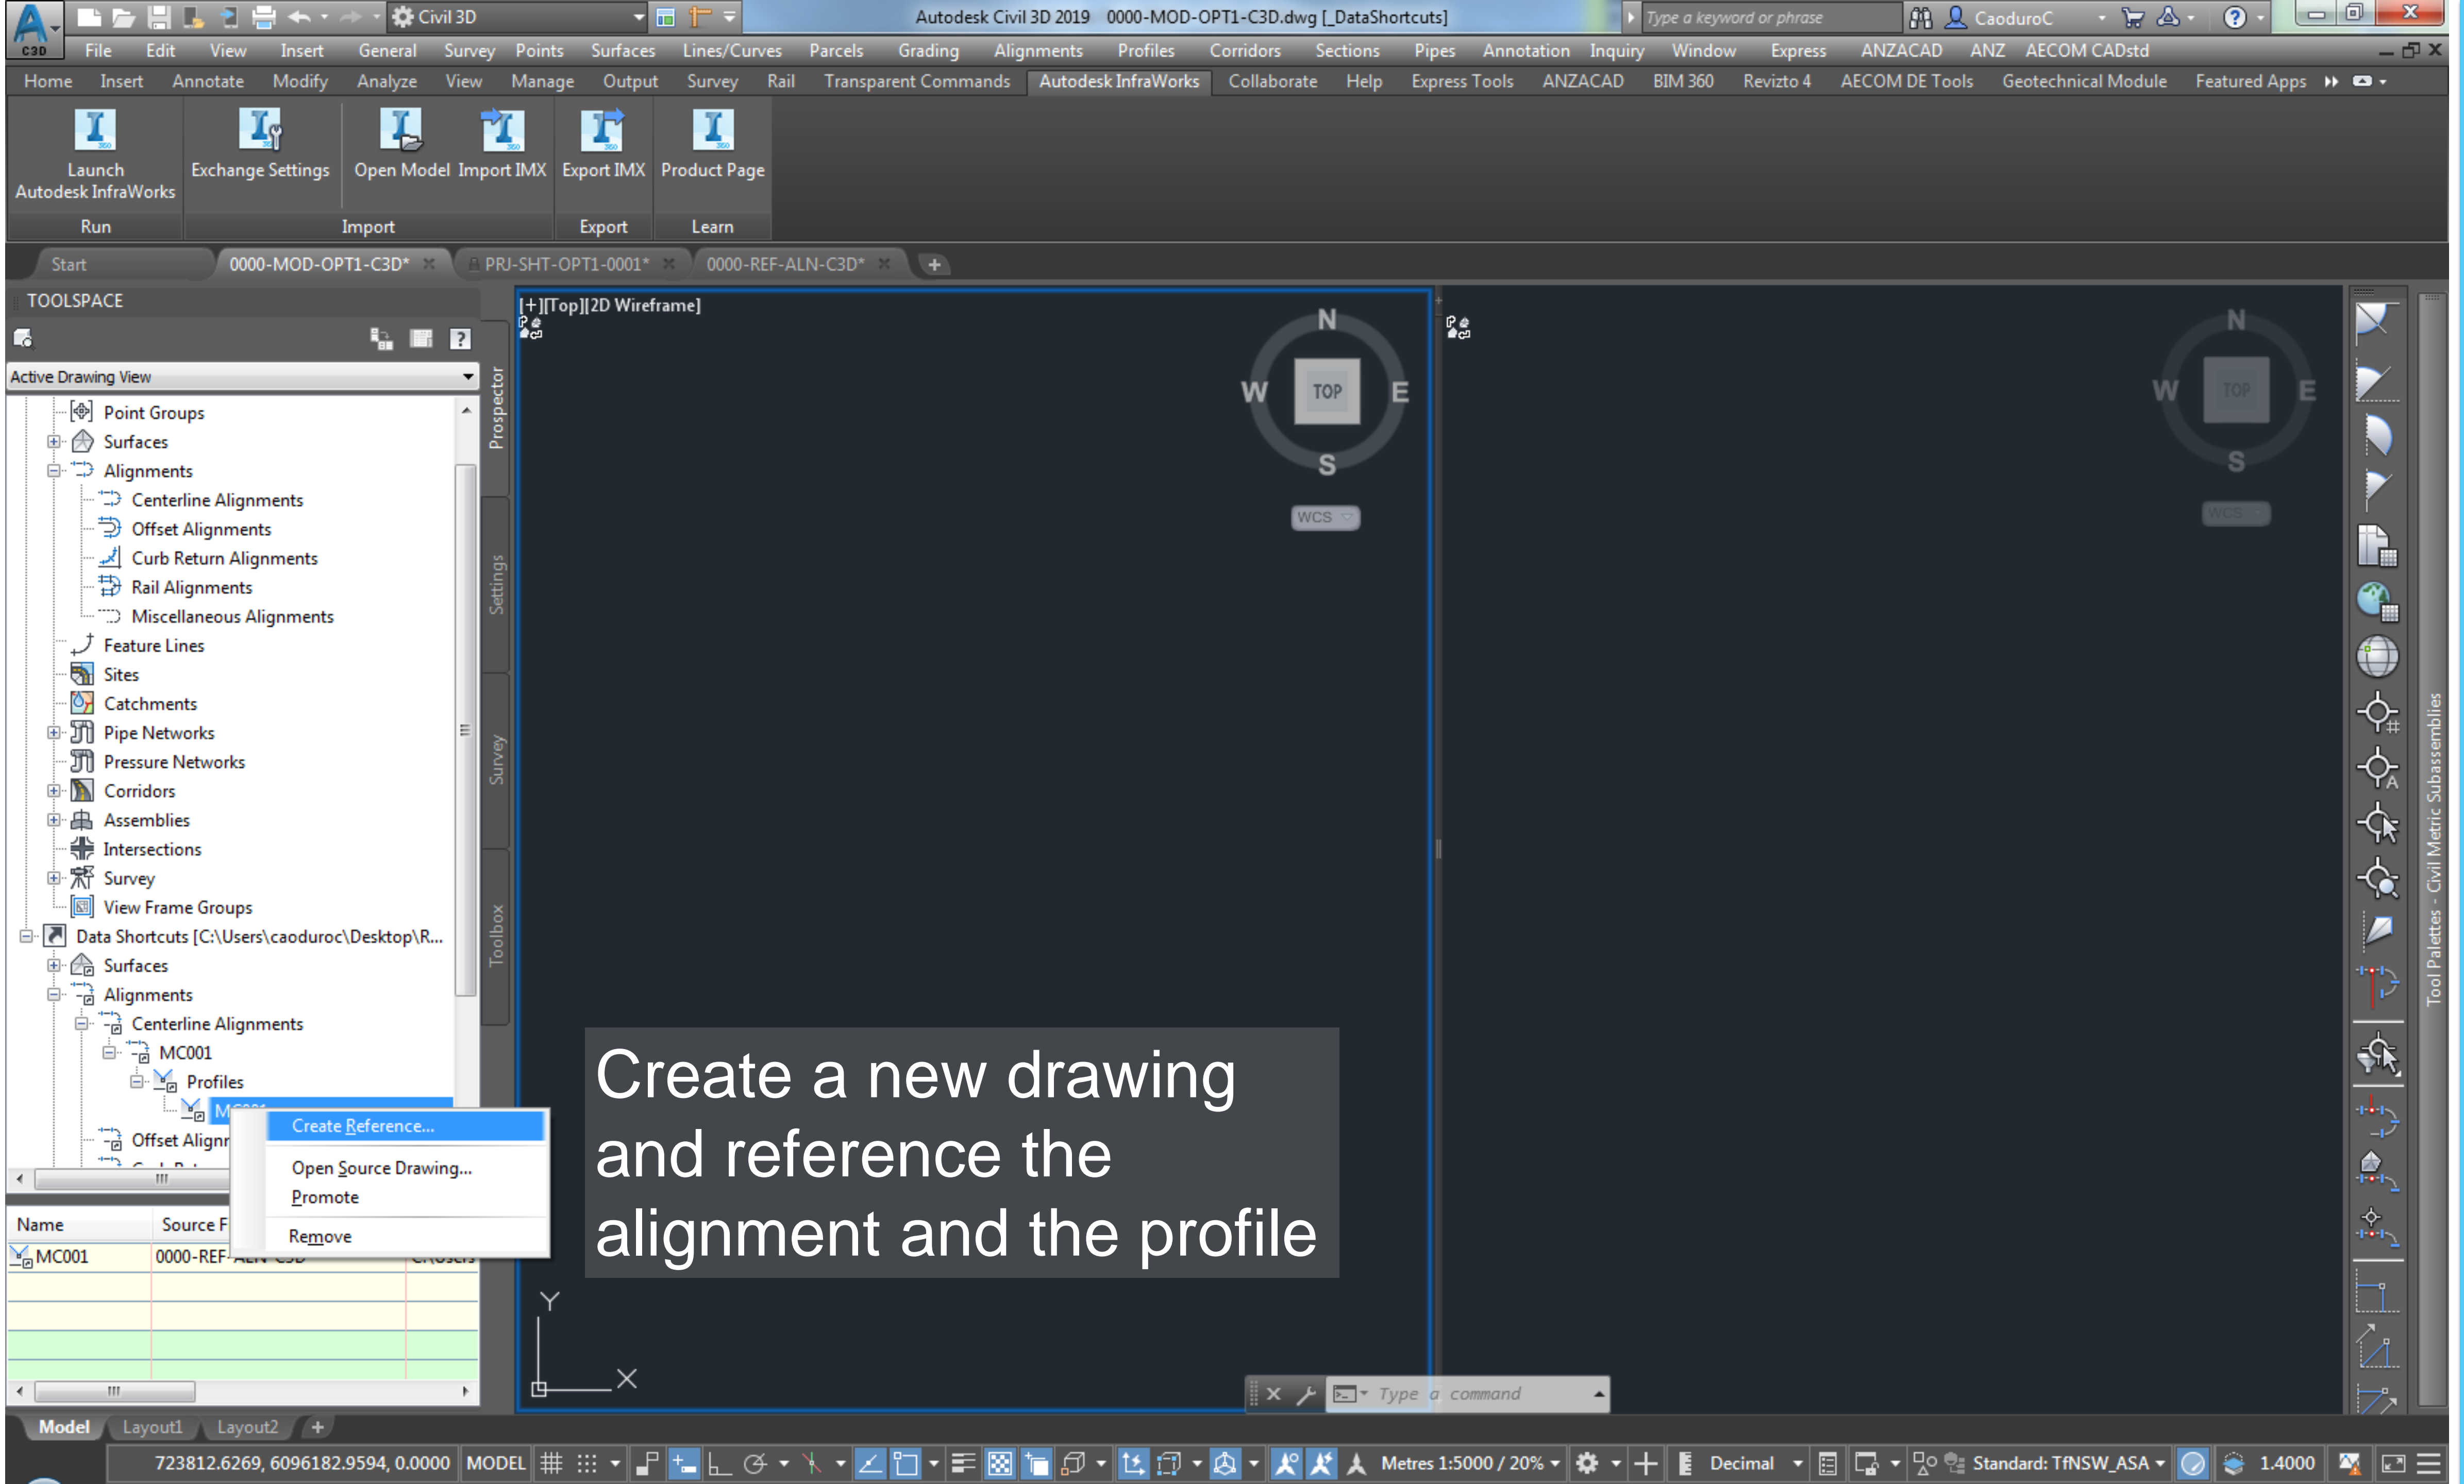 Civil 3D
Autodesk Civil 3D 2019 0000-MOD-OPT1-C3D.dwg [_DataShortcuts]
Type a keyword or phrase
CaoduroC
C3D File Edit View Insert General Survey Points Surfaces Lines/Curves Parcels Grading Alignments Profiles Corridors Sections Pipes Annotation Inquiry Window Express ANZACAD ANZ AECOM CADstd
Home Insert Annotate Modify Analyze View Manage Output Survey Rail Transparent Commands Autodesk InfraWorks Collaborate Help Express Tools ANZACAD BIM 360 Revizto 4 AECOM DE Tools Geotechnical Module Featured Apps
Launch Exchange Settings Open Model Import IMX Export IMX Product Page
Autodesk InfraWorks
Run Import Export Learn
Start 0000-MOD-OPT1-C3D* PRJ-SHT-OPT1-0001* 0000-REF-ALN-C3D*
TOOLSPACE
Active Drawing View
Point Groups
Surfaces
Alignments
Centerline Alignments
Offset Alignments
Curb Return Alignments
Rail Alignments
Miscellaneous Alignments
Feature Lines
Sites
Catchments
Pipe Networks
Pressure Networks
Corridors
Assemblies
Intersections
Survey
View Frame Groups
Data Shortcuts [C:\Users\caoduroc\Desktop\R...
Surfaces
Alignments
Centerline Alignments
MC001
Profiles
Create Reference...
Open Source Drawing...
Promote
Remove
Name Source F
MC001 0000-REF-ALN-C3D C:\Users
Prospector
Settings
Survey
Toolbox
[+][Top][2D Wireframe]
N
W TOP E
S
WCS
N
W TOP E
S
WCS
Create a new drawing
and reference the
alignment and the profile
Y
X
Type a command
Tool Palettes - Civil Metric Subassemblies
Model Layout1 Layout2 +
723812.6269, 6096182.9594, 0.0000 MODEL Metres 1:5000 / 20% Decimal Standard: TfNSW_ASA 1.4000